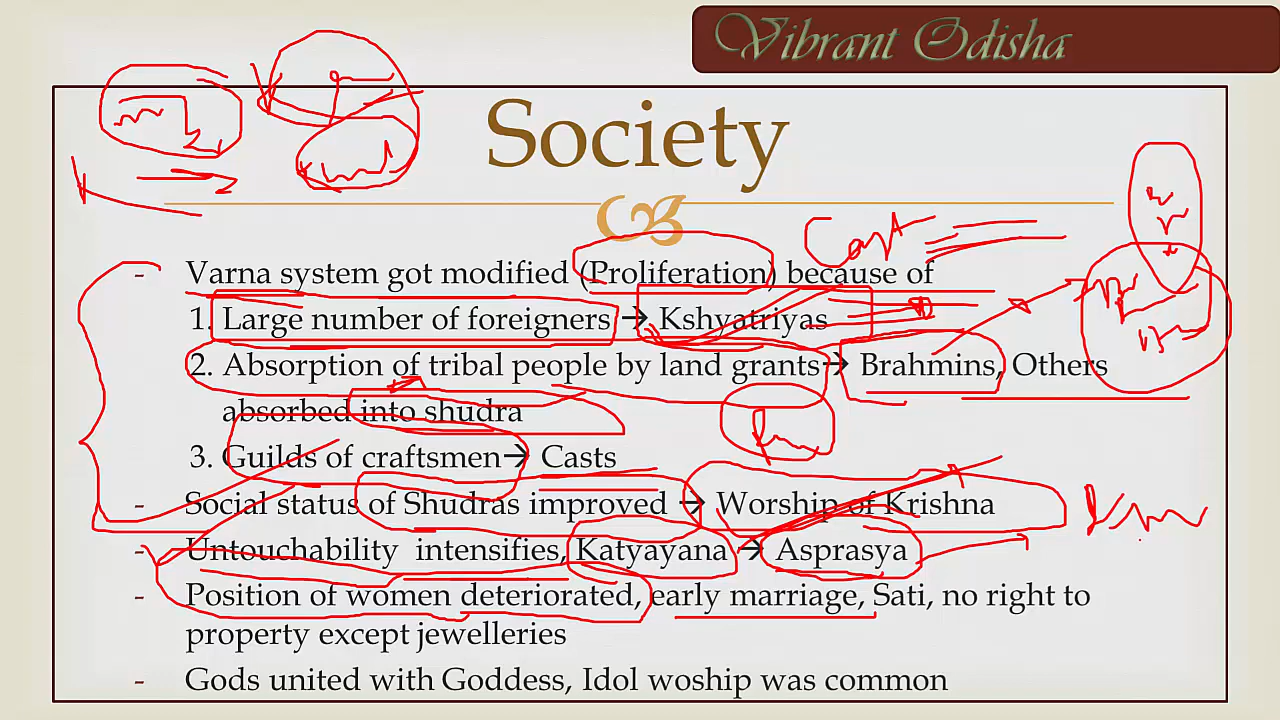 Vibrant Odisha
Society
- Varna system got modified (Proliferation) because of
1. Large number of foreigners → Kshyatriyas
2. Absorption of tribal people by land grants→ Brahmins, Others
absorbed into shudra
3. Guilds of craftsmen→ Casts
- Social status of Shudras improved → Worship of Krishna
- Untouchability intensifies, Katyayana → Asprasya
- Position of women deteriorated, early marriage, Sati, no right to
property except jewelleries
- Gods united with Goddess, Idol woship was common